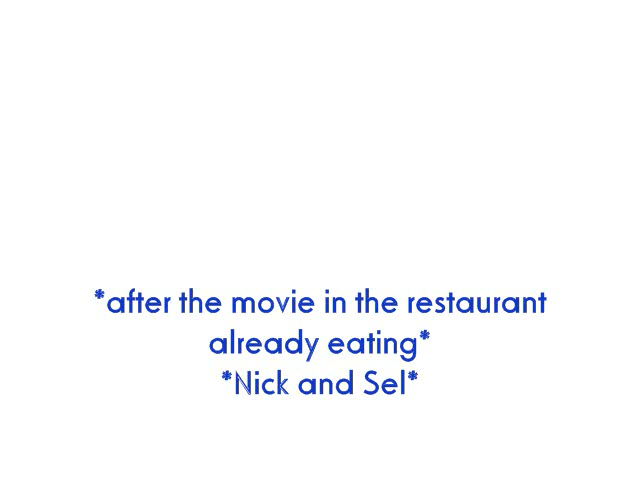 *after the movie in the restaurant
already eating*
*Nick and Sel*